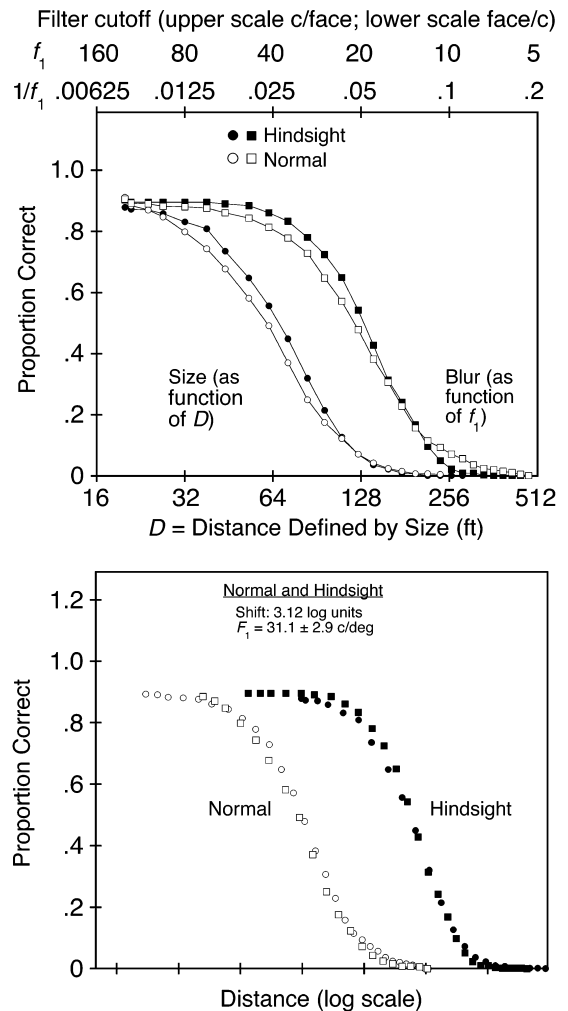 Filter cutoff (upper scale c/face; lower scale face/c)
f1 160 80 40 20 10 5
1/f1 .00625 .0125 .025 .05 .1 .2
Hindsight
Normal
1.0
.8
.6
.4
.2
0
Proportion Correct
Size (as
function
of D)
Blur (as
function
of f1)
16 32 64 128 256 512
D = Distance Defined by Size (ft)
Normal and Hindsight
Shift: 3.12 log units
F1 = 31.1 ± 2.9 c/deg
1.2
1.0
.8
.6
.4
.2
0
Proportion Correct
Normal
Hindsight
Distance (log scale)